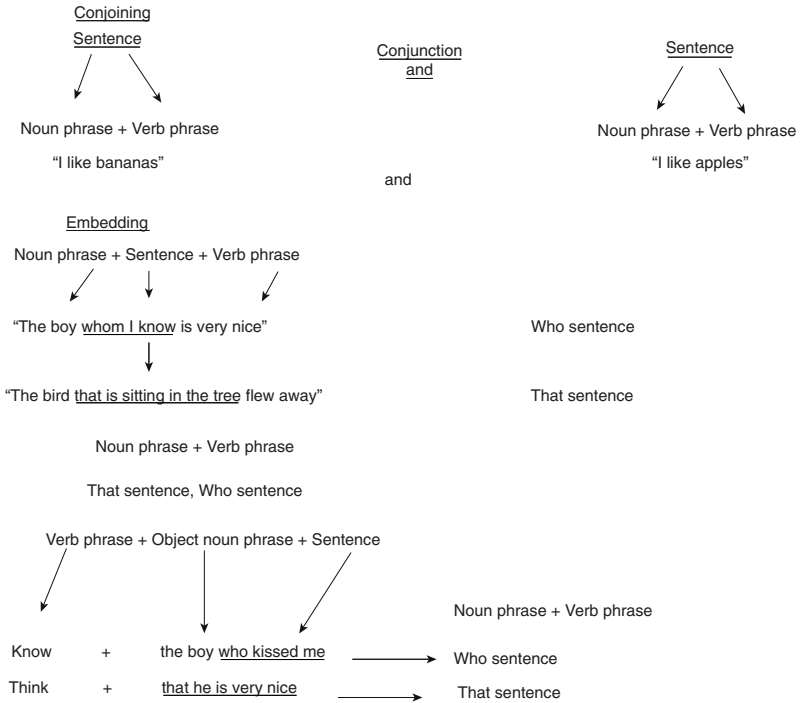 Conjoining
Sentence
Conjunction
and
Sentence
Noun phrase + Verb phrase
Noun phrase + Verb phrase
“I like bananas”
“I like apples”
and
Embedding
Noun phrase + Sentence + Verb phrase
“The boy whom I know is very nice”
Who sentence
“The bird that is sitting in the tree flew away”
That sentence
Noun phrase + Verb phrase
That sentence, Who sentence
Verb phrase + Object noun phrase + Sentence
Noun phrase + Verb phrase
Know + the boy who kissed me
Who sentence
Think + that he is very nice
That sentence